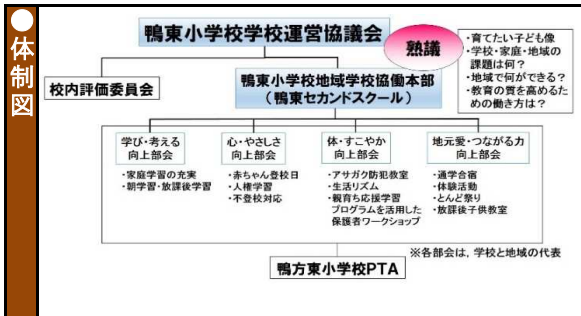 ●体制図
鴨東小学校学校運営協議会
熟議
・育てたい子ども像
・学校・家庭・地域の
課題は何？
・地域で何ができる？
・教育の質を高めるた
めの働き方は？
校内評価委員会
鴨東小学校地域学校協働本部
（鴨東セカンドスクール）
学び・考える
向上部会
・家庭学習の充実
・朝学習・放課後学習
心・やさしさ
向上部会
・赤ちゃん登校日
・人権学習
・不登校対応
体・すこやか
向上部会
・アサガク防犯教室
・生活リズム
・親育ち応援学習
プログラムを活用した
保護者ワークショップ
地元愛・つながる力
向上部会
・通学合宿
・体験活動
・とんど祭り
・放課後子供教室
※各部会は，学校と地域の代表
鴨方東小学校PTA